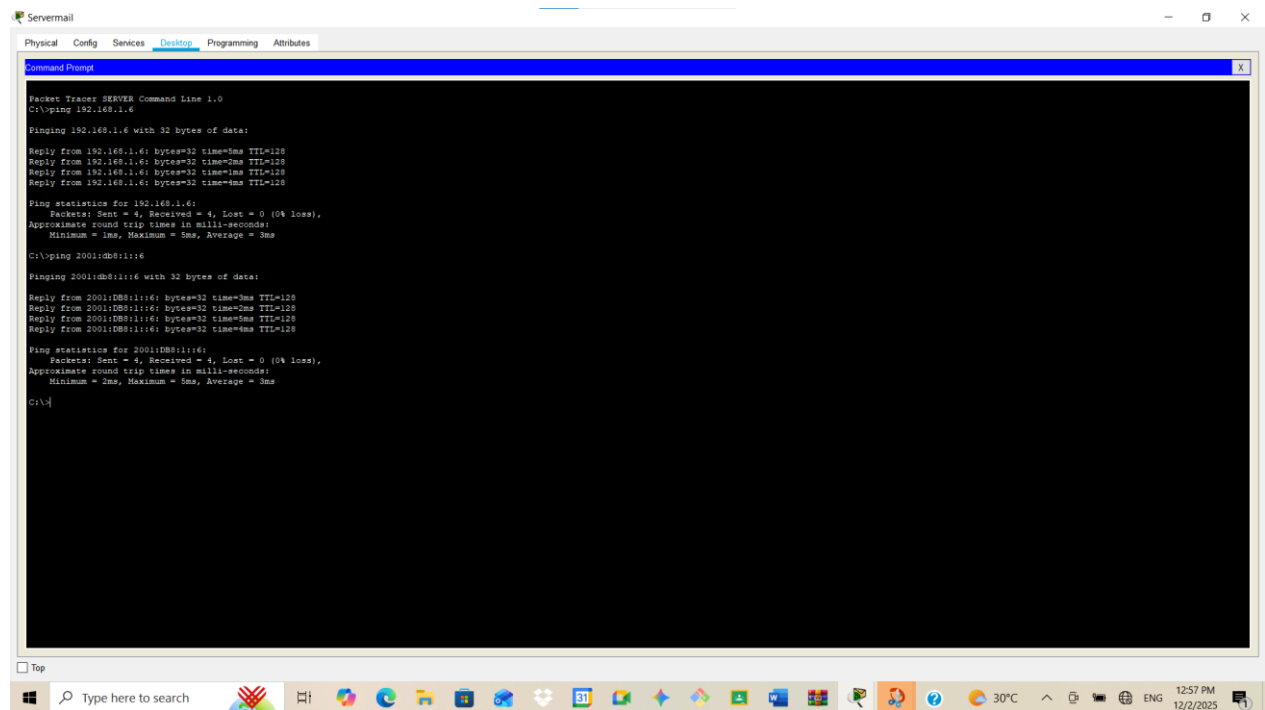 Servermail
Physical Config Services Desktop Programming Attributes
Command Prompt X
Packet Tracer SERVER Command Line 1.0
C:\>ping 192.168.1.6
Pinging 192.168.1.6 with 32 bytes of data:
Reply from 192.168.1.6: bytes=32 time=5ms TTL=128
Reply from 192.168.1.6: bytes=32 time=2ms TTL=128
Reply from 192.168.1.6: bytes=32 time=1ms TTL=128
Reply from 192.168.1.6: bytes=32 time=4ms TTL=128
Ping statistics for 192.168.1.6:
Packets: Sent = 4, Received = 4, Lost = 0 (0% loss),
Approximate round trip times in milli-seconds:
Minimum = 1ms, Maximum = 5ms, Average = 3ms
C:\>ping 2001:db8:1::6
Pinging 2001:db8:1::6 with 32 bytes of data:
Reply from 2001:DB8:1::6: bytes=32 time=3ms TTL=128
Reply from 2001:DB8:1::6: bytes=32 time=2ms TTL=128
Reply from 2001:DB8:1::6: bytes=32 time=5ms TTL=128
Reply from 2001:DB8:1::6: bytes=32 time=4ms TTL=128
Ping statistics for 2001:DB8:1::6:
Packets: Sent = 4, Received = 4, Lost = 0 (0% loss),
Approximate round trip times in milli-seconds:
Minimum = 2ms, Maximum = 5ms, Average = 3ms
C:\>
Top
Type here to search 31 W 30°C ENG 12:57 PM
12/2/2025 1